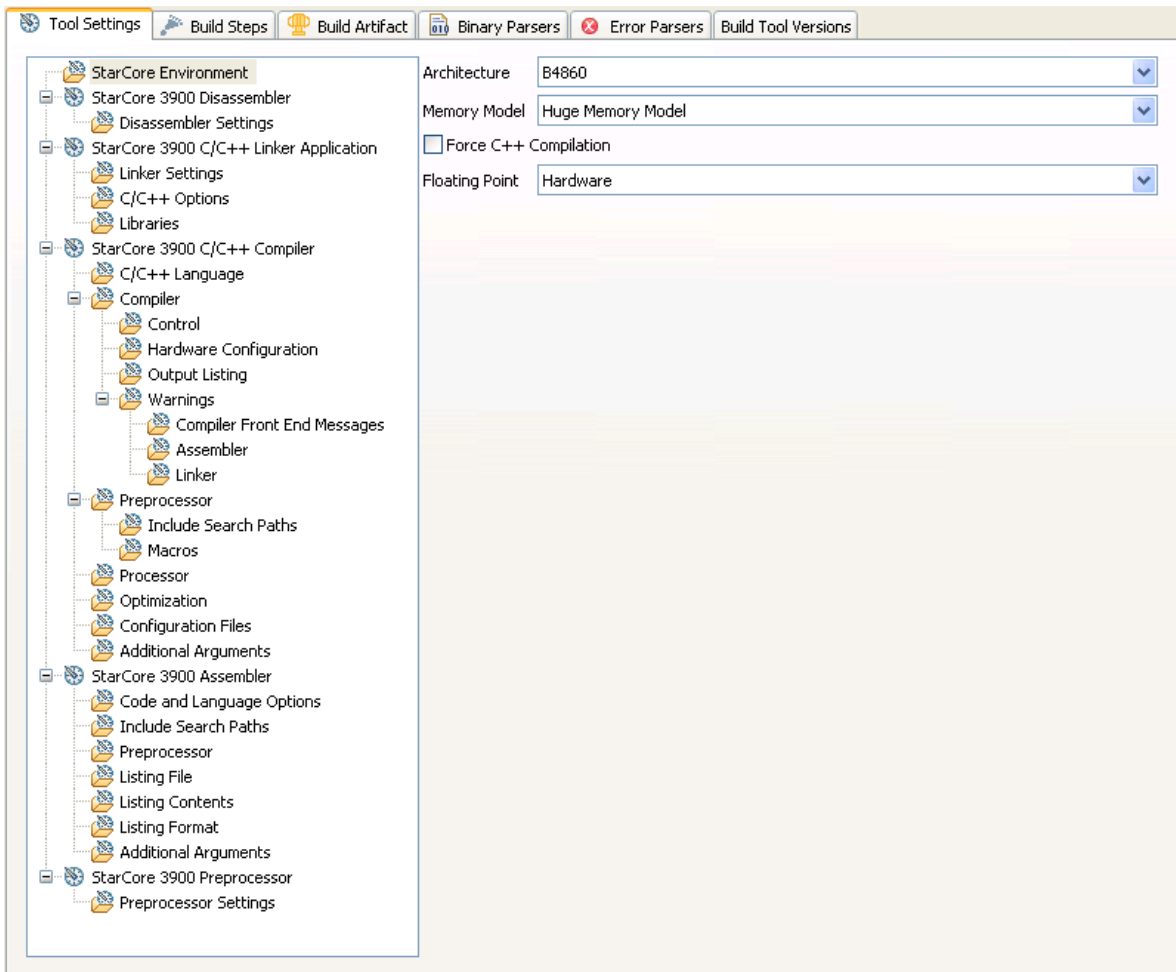 Tool Settings Build Steps Build Artifact Binary Parsers Error Parsers Build Tool Versions
StarCore Environment
StarCore 3900 Disassembler
Disassembler Settings
StarCore 3900 C/C++ Linker Application
Linker Settings
C/C++ Options
Libraries
StarCore 3900 C/C++ Compiler
C/C++ Language
Compiler
Control
Hardware Configuration
Output Listing
Warnings
Compiler Front End Messages
Assembler
Linker
Preprocessor
Include Search Paths
Macros
Processor
Optimization
Configuration Files
Additional Arguments
StarCore 3900 Assembler
Code and Language Options
Include Search Paths
Preprocessor
Listing File
Listing Contents
Listing Format
Additional Arguments
StarCore 3900 Preprocessor
Preprocessor Settings
Architecture B4860
Memory Model Huge Memory Model
Force C++ Compilation
Floating Point Hardware